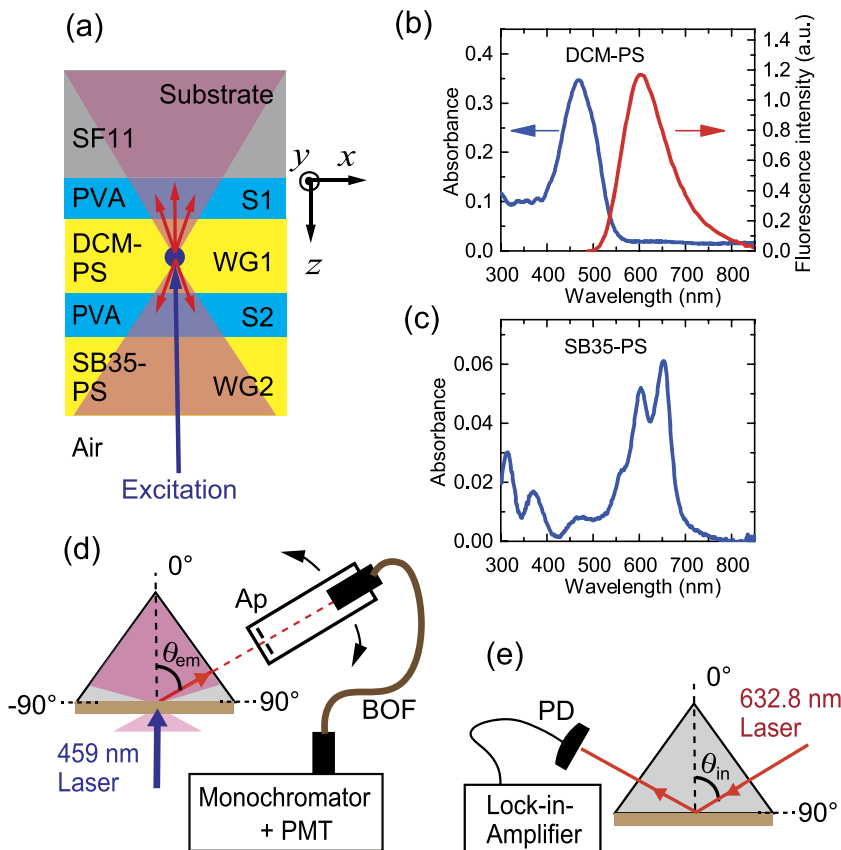 (a)
Substrate
SF11
PVA S1
DCM-
PS WG1
PVA S2
SB35-
PS WG2
Air
Excitation
y x
z
(b)
DCM-PS
Absorbance
0.4
0.3
0.2
0.1
0.0
Fluorescence intensity (a.u.)
1.4
1.2
1.0
0.8
0.6
0.4
0.2
0.0
300 400 500 600 700 800
Wavelength (nm)
(c)
SB35-PS
Absorbance
0.06
0.04
0.02
0.00
300 400 500 600 700 800
Wavelength (nm)
(d)
0°
θem
-90° 90°
459 nm
Laser
Ap
BOF
Monochromator
+ PMT
(e)
0°
632.8 nm
Laser
PD
θin
90°
Lock-in-
Amplifier